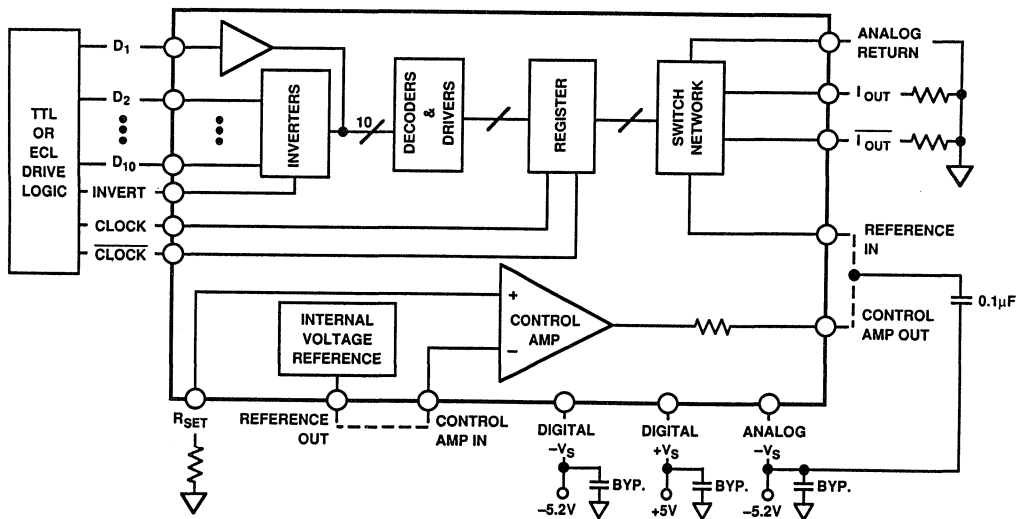 TTL
OR
ECL
DRIVE
LOGIC
D1
D2
D10
INVERT
CLOCK
CLOCK
INVERTERS
10
DECODERS
&
DRIVERS
REGISTER
SWITCH
NETWORK
ANALOG
RETURN
I OUT
I OUT
REFERENCE
IN
CONTROL
AMP OUT
0.1µF
+
CONTROL
AMP
–
INTERNAL
VOLTAGE
REFERENCE
RSET
REFERENCE
OUT
CONTROL
AMP IN
DIGITAL
–VS
BYP.
–5.2V
DIGITAL
+VS
BYP.
+5V
ANALOG
–VS
BYP.
–5.2V